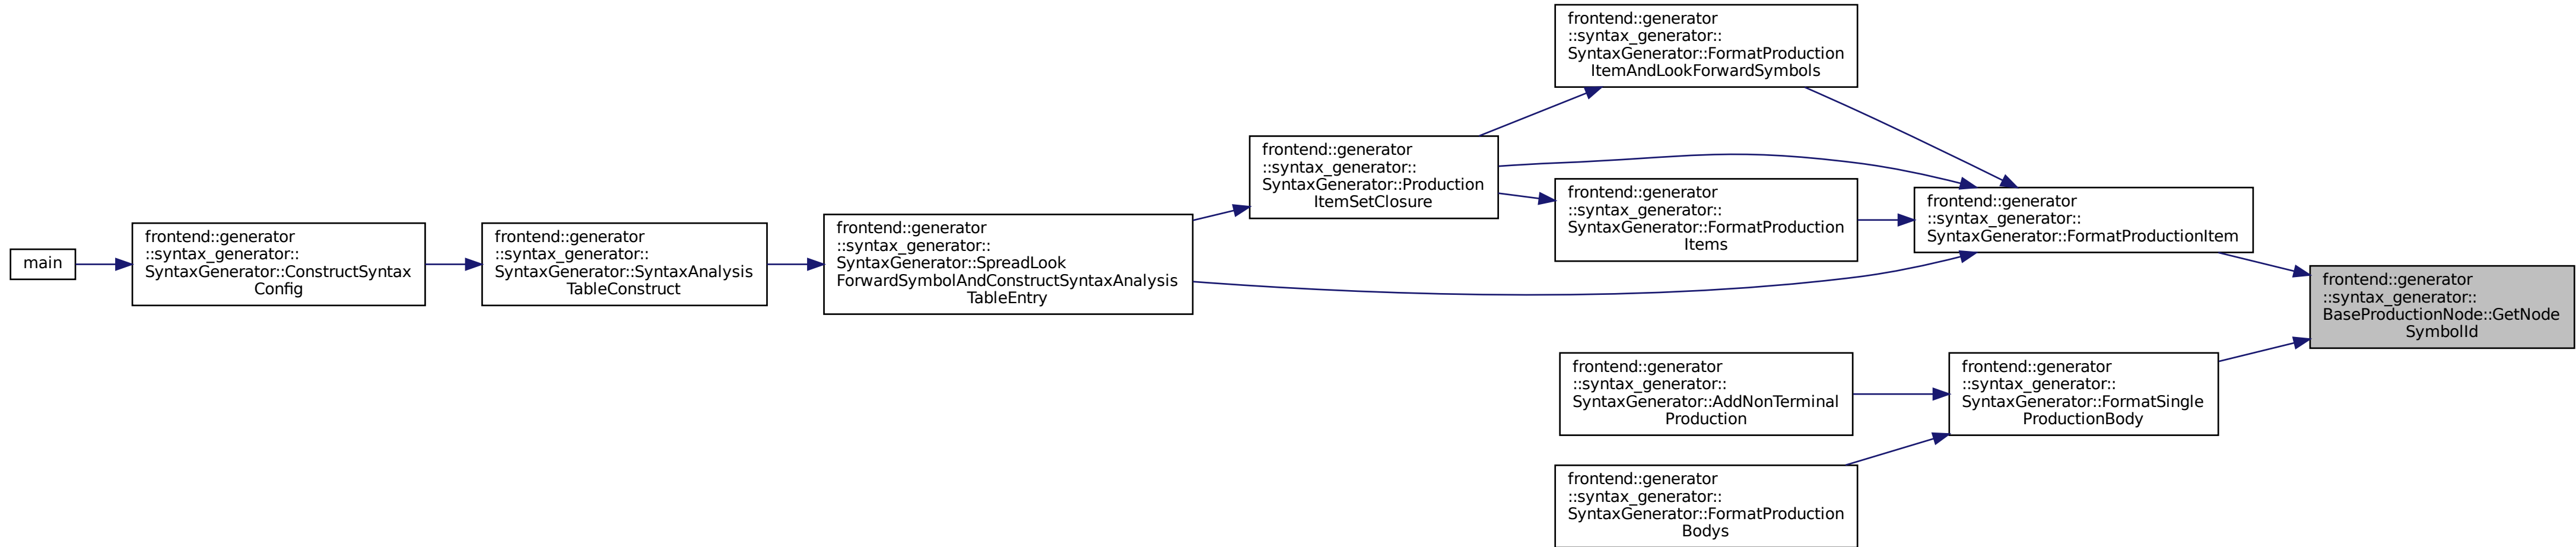 main
frontend::generator
::syntax_generator::
SyntaxGenerator::ConstructSyntax
Config
frontend::generator
::syntax_generator::
SyntaxGenerator::SyntaxAnalysis
TableConstruct
frontend::generator
::syntax_generator::
SyntaxGenerator::SpreadLook
ForwardSymbolAndConstructSyntaxAnalysis
TableEntry
frontend::generator
::syntax_generator::
SyntaxGenerator::Production
ItemSetClosure
frontend::generator
::syntax_generator::
SyntaxGenerator::FormatProduction
ItemAndLookForwardSymbols
frontend::generator
::syntax_generator::
SyntaxGenerator::FormatProduction
Items
frontend::generator
::syntax_generator::
SyntaxGenerator::FormatProductionItem
frontend::generator
::syntax_generator::
BaseProductionNode::GetNode
SymbolId
frontend::generator
::syntax_generator::
SyntaxGenerator::AddNonTerminal
Production
frontend::generator
::syntax_generator::
SyntaxGenerator::FormatSingle
ProductionBody
frontend::generator
::syntax_generator::
SyntaxGenerator::FormatProduction
Bodys